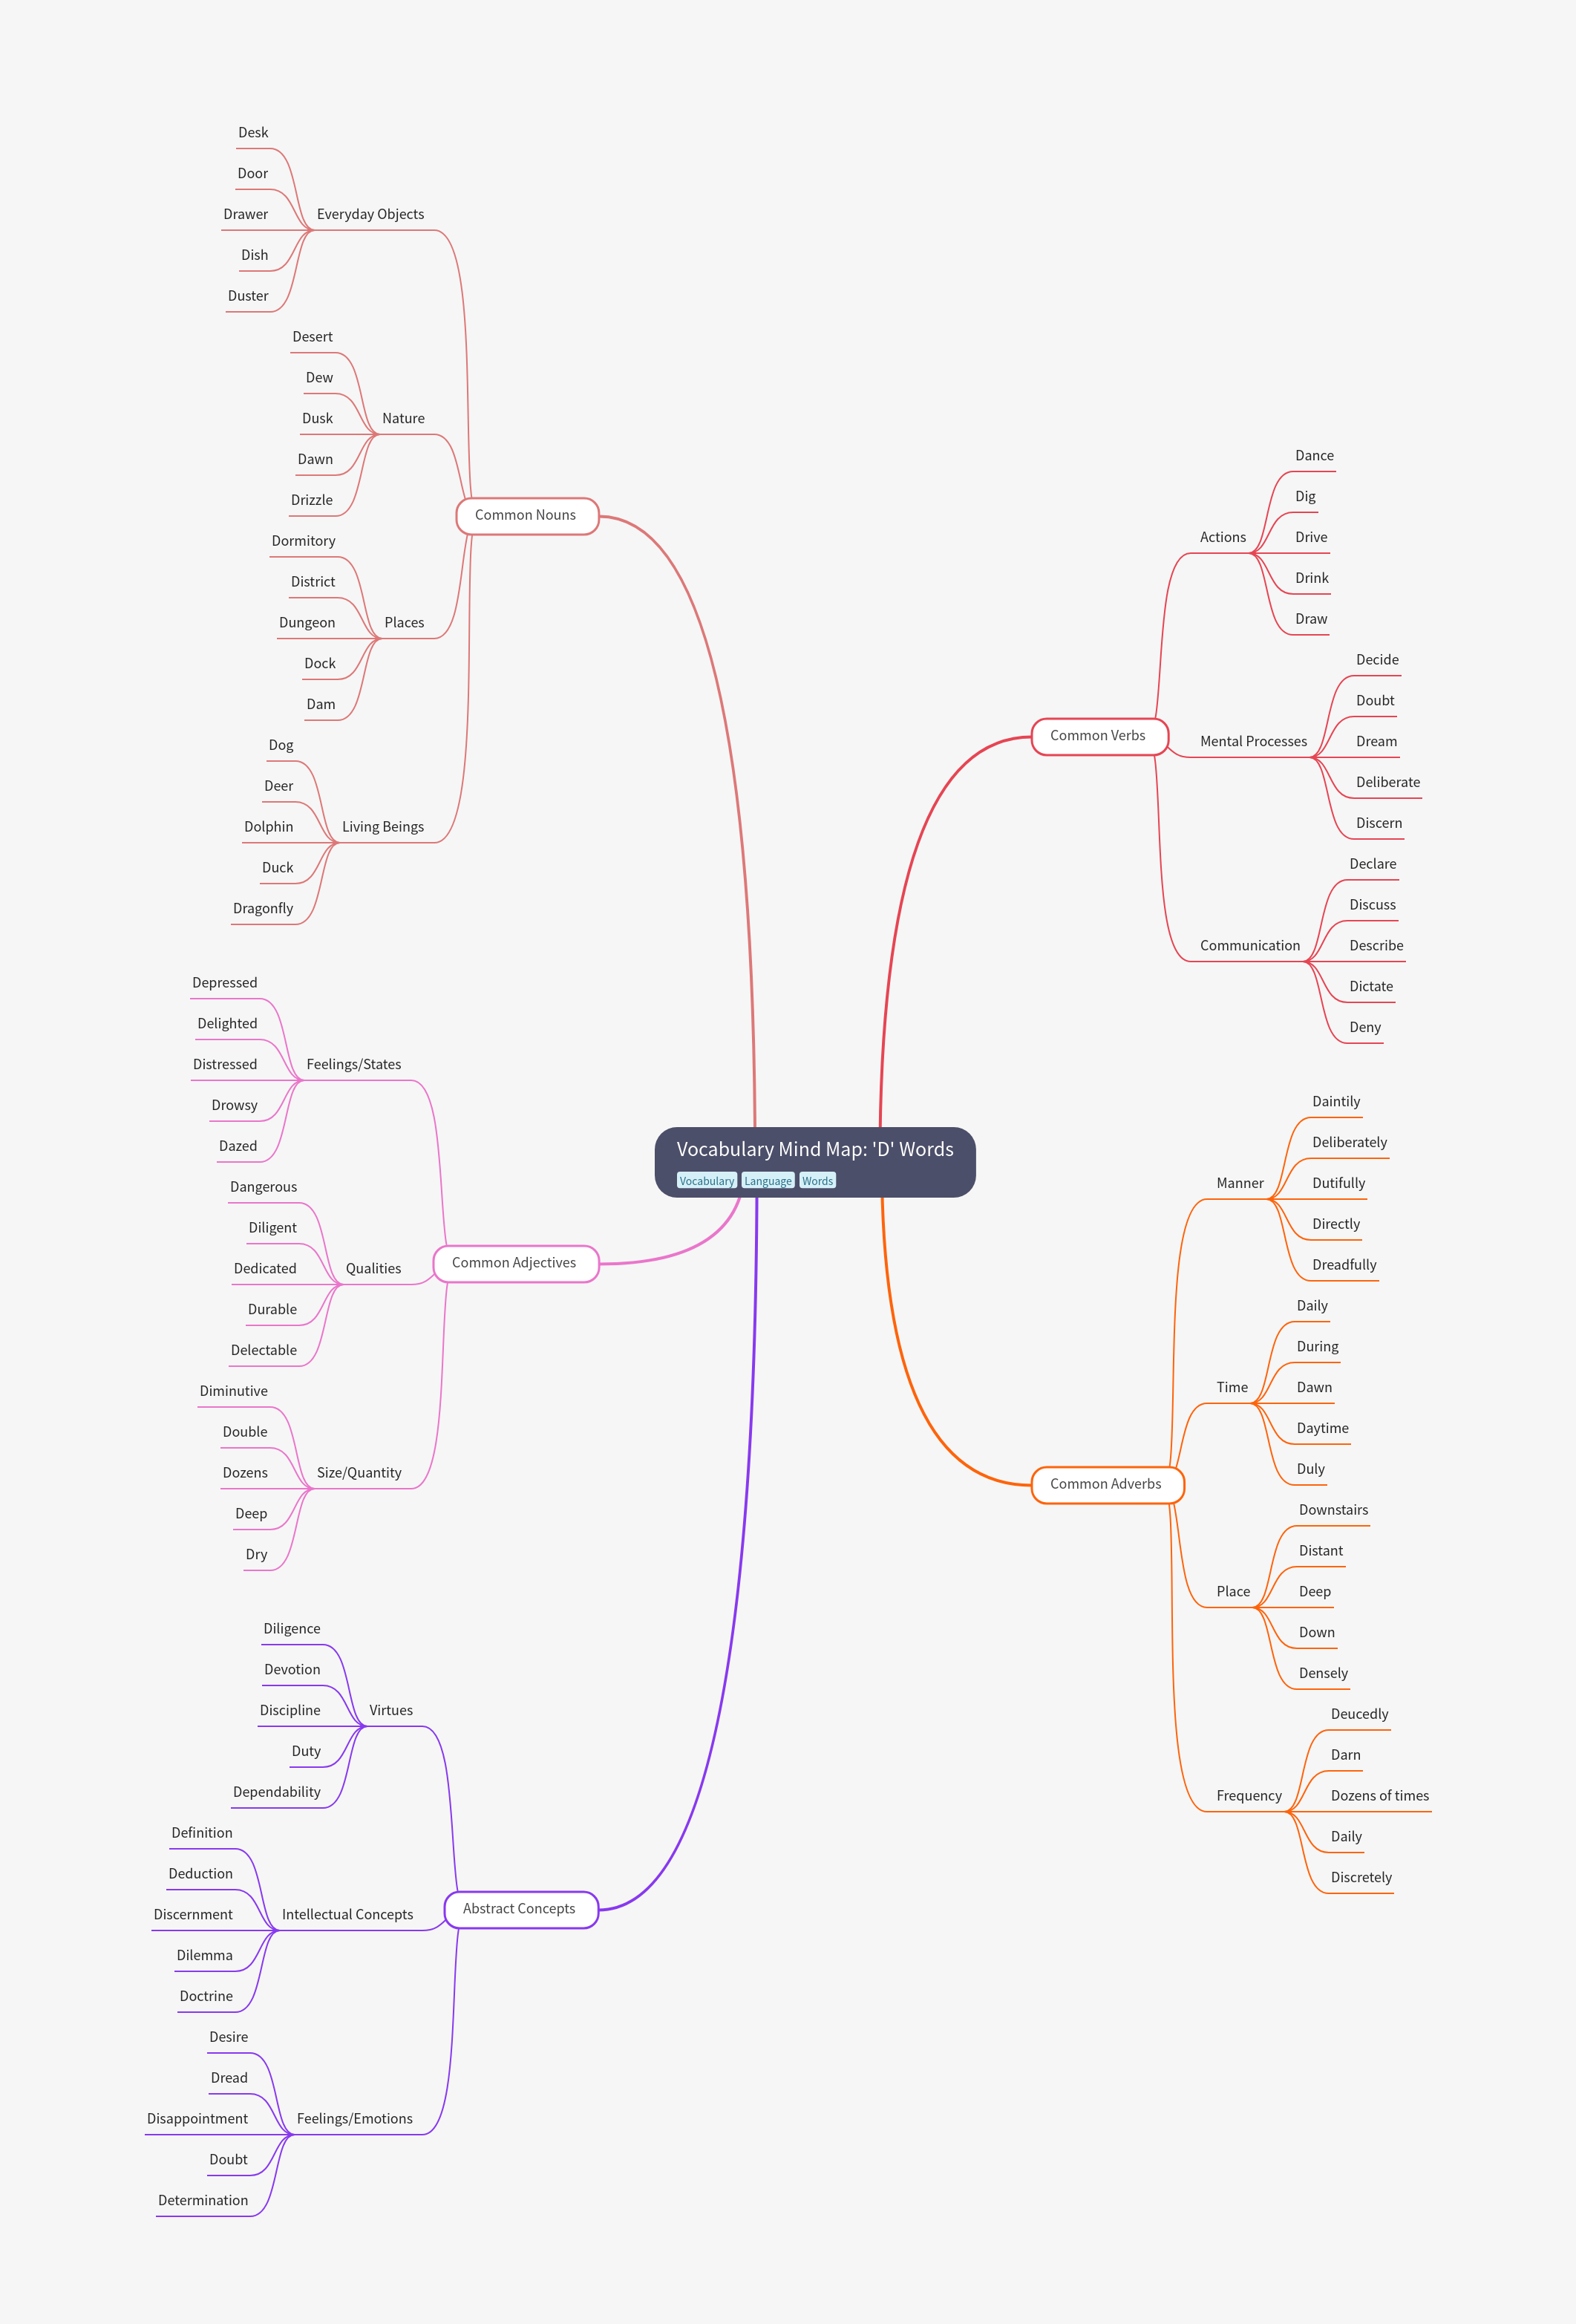 Vocabulary Mind Map: 'D' Words
Vocabulary Language Words
Common Nouns
Everyday Objects
Desk
Door
Drawer
Dish
Duster
Nature
Desert
Dew
Dusk
Dawn
Drizzle
Places
Dormitory
District
Dungeon
Dock
Dam
Living Beings
Dog
Deer
Dolphin
Duck
Dragonfly
Common Adjectives
Feelings/States
Depressed
Delighted
Distressed
Drowsy
Dazed
Qualities
Dangerous
Diligent
Dedicated
Durable
Delectable
Size/Quantity
Diminutive
Double
Dozens
Deep
Dry
Abstract Concepts
Virtues
Diligence
Devotion
Discipline
Duty
Dependability
Intellectual Concepts
Definition
Deduction
Discernment
Dilemma
Doctrine
Feelings/Emotions
Desire
Dread
Disappointment
Doubt
Determination
Common Verbs
Actions
Dance
Dig
Drive
Drink
Draw
Mental Processes
Decide
Doubt
Dream
Deliberate
Discern
Communication
Declare
Discuss
Describe
Dictate
Deny
Common Adverbs
Manner
Daintily
Deliberately
Dutifully
Directly
Dreadfully
Time
Daily
During
Dawn
Daytime
Duly
Place
Downstairs
Distant
Deep
Down
Densely
Frequency
Deucedly
Darn
Dozens of times
Daily
Discretely